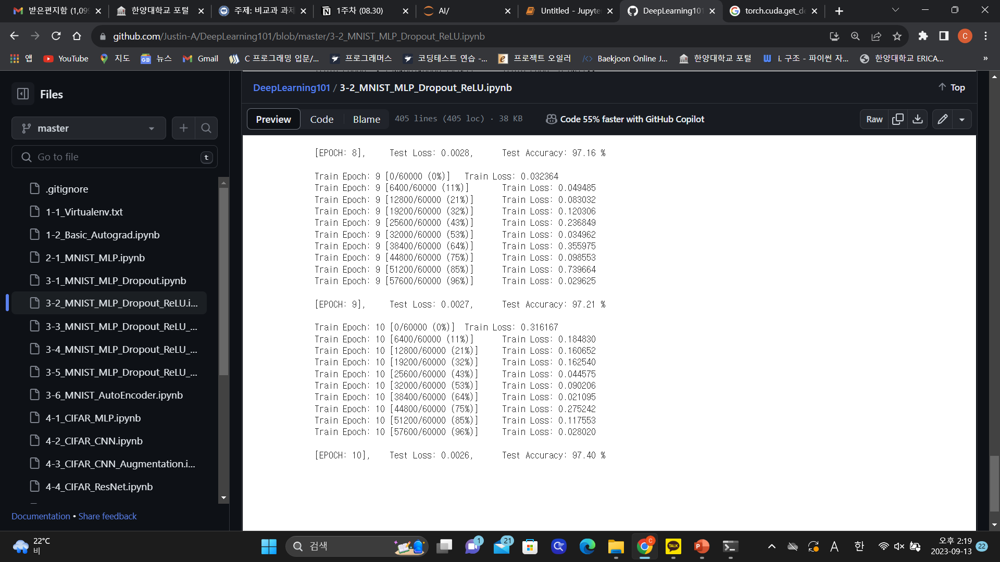 받은편지함 (1,09
한양대학교 포털
주제: 비교과 과제
1주차 (08.30)
AI/
Untitled - Jupyte
DeepLearning101
torch.cuda.get_de
github.com/Justin-A/DeepLearning101/blob/master/3-2_MNIST_MLP_Dropout_ReLU.ipynb
C
앱
YouTube
지도
뉴스
Gmail
C 프로그래밍 입문/...
프로그래머스
코딩테스트 연습 -...
프로젝트 오일러
Baekjoon Online J...
한양대학교 포털
i. 구조 - 파이썬 자...
한양대학교 ERICA...
»
Files
master
Go to file
t
.gitignore
1-1_Virtualenv.txt
1-2_Basic_Autograd.ipynb
2-1_MNIST_MLP.ipynb
3-1_MNIST_MLP_Dropout.ipynb
3-2_MNIST_MLP_Dropout_ReLU.i...
3-3_MNIST_MLP_Dropout_ReLU_...
3-4_MNIST_MLP_Dropout_ReLU_...
3-5_MNIST_MLP_Dropout_ReLU_...
3-6_MNIST_AutoEncoder.ipynb
4-1_CIFAR_MLP.ipynb
4-2_CIFAR_CNN.ipynb
4-3_CIFAR_CNN_Augmentation.i...
4-4_CIFAR_ResNet.ipynb
Documentation • Share feedback
DeepLearning101 / 3-2_MNIST_MLP_Dropout_ReLU.ipynb
Top
Preview Code Blame 405 lines (405 loc) · 38 KB Code 55% faster with GitHub Copilot Raw
[EPOCH: 8], Test Loss: 0.0028, Test Accuracy: 97.16 %
Train Epoch: 9 [0/60000 (0%)] Train Loss: 0.032364
Train Epoch: 9 [6400/60000 (11%)] Train Loss: 0.049485
Train Epoch: 9 [12800/60000 (21%)] Train Loss: 0.083032
Train Epoch: 9 [19200/60000 (32%)] Train Loss: 0.120306
Train Epoch: 9 [25600/60000 (43%)] Train Loss: 0.236849
Train Epoch: 9 [32000/60000 (53%)] Train Loss: 0.034962
Train Epoch: 9 [38400/60000 (64%)] Train Loss: 0.355975
Train Epoch: 9 [44800/60000 (75%)] Train Loss: 0.098553
Train Epoch: 9 [51200/60000 (85%)] Train Loss: 0.739664
Train Epoch: 9 [57600/60000 (96%)] Train Loss: 0.029625
[EPOCH: 9], Test Loss: 0.0027, Test Accuracy: 97.21 %
Train Epoch: 10 [0/60000 (0%)] Train Loss: 0.316167
Train Epoch: 10 [6400/60000 (11%)] Train Loss: 0.184830
Train Epoch: 10 [12800/60000 (21%)] Train Loss: 0.160652
Train Epoch: 10 [19200/60000 (32%)] Train Loss: 0.162540
Train Epoch: 10 [25600/60000 (43%)] Train Loss: 0.044575
Train Epoch: 10 [32000/60000 (53%)] Train Loss: 0.090206
Train Epoch: 10 [38400/60000 (64%)] Train Loss: 0.021095
Train Epoch: 10 [44800/60000 (75%)] Train Loss: 0.275242
Train Epoch: 10 [51200/60000 (85%)] Train Loss: 0.117553
Train Epoch: 10 [57600/60000 (96%)] Train Loss: 0.028020
[EPOCH: 10], Test Loss: 0.0026, Test Accuracy: 97.40 %
22°C
비
검색
1
21
C
TALK
A
한
오후 2:19
2023-09-13
22